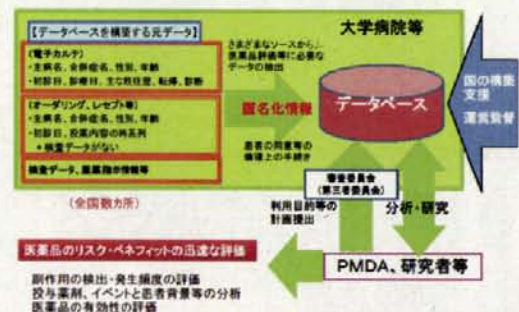 【データベースを構築する元データ】
(電子カルテ)
・主病名、合併症名、性別、年齢
・初診日、診療日、主な既往歴、転帰、診断
(オーダリング、レセプト等)
・主病名、合併症名、性別、年齢
・初診日、投薬内容の時系列
＊検査データがない
検査データ、薬票指示情報等
(全国数カ所)
大学病院等
さまざまなソースから、
医薬品評価等に必要な
データの検出
匿名化情報
データベース
患者の同意等の
倫理上の手続き
国の構築
支援
運営監督
審査委員会
(第三者委員会)
利用目的等の
計画提出
分析・研究
PMDA、研究者等
医薬品のリスク・ベネフィットの迅速な評価
副作用の検出・発生頻度の評価
投与薬剤、イベントと患者背景等の分析
医薬品の有効性の評価